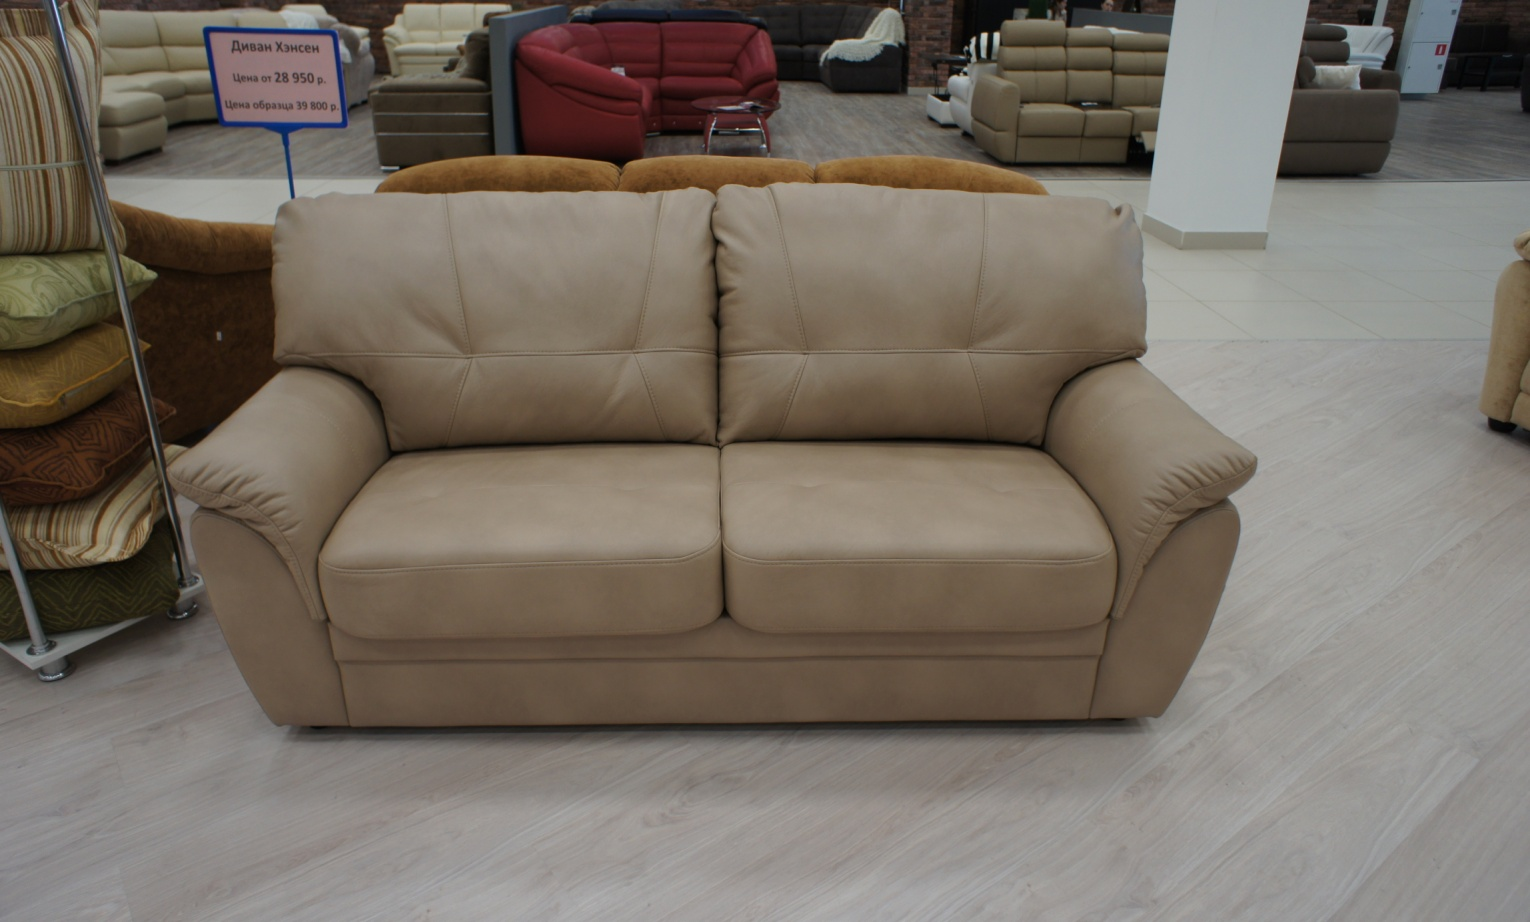 Диван Хэнсен
Цена от 28 950 р.
Цена образца 39 800 р.